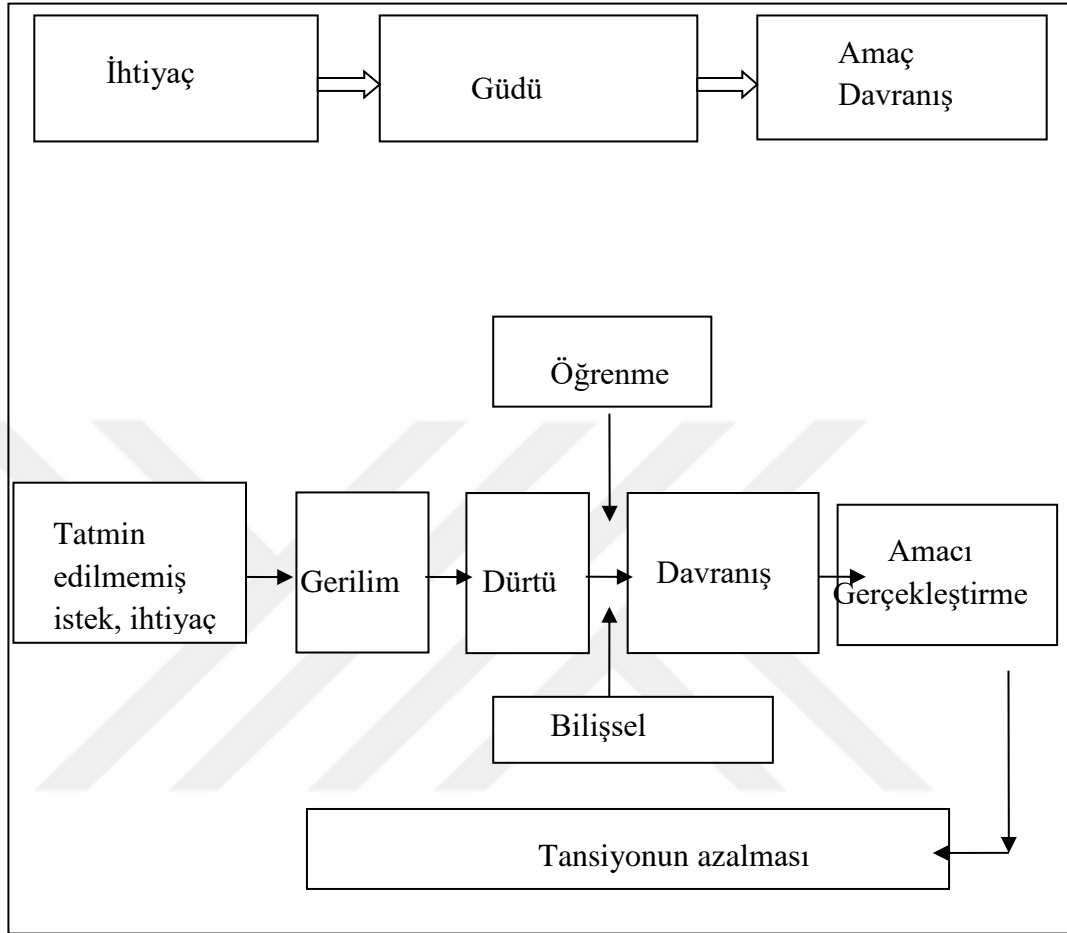 İhtiyaç
Güdü
Amaç
Davranış
Öğrenme
Tatmin
edilmemiş
istek, ihtiyaç
Gerilim
Dürtü
Davranış
Amacı
Gerçekleştirme
Bilişsel
Tansiyonun azalması